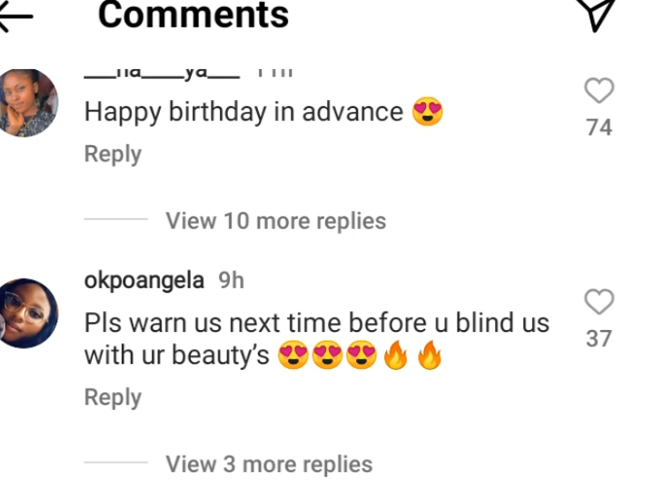 Comments
Happy birthday in advance 😍
74
Reply
View 10 more replies
okpoangela 9h
Pls warn us next time before u blind us
37
with ur beauty's 😍😍😍🔥🔥
Reply
View 3 more replies